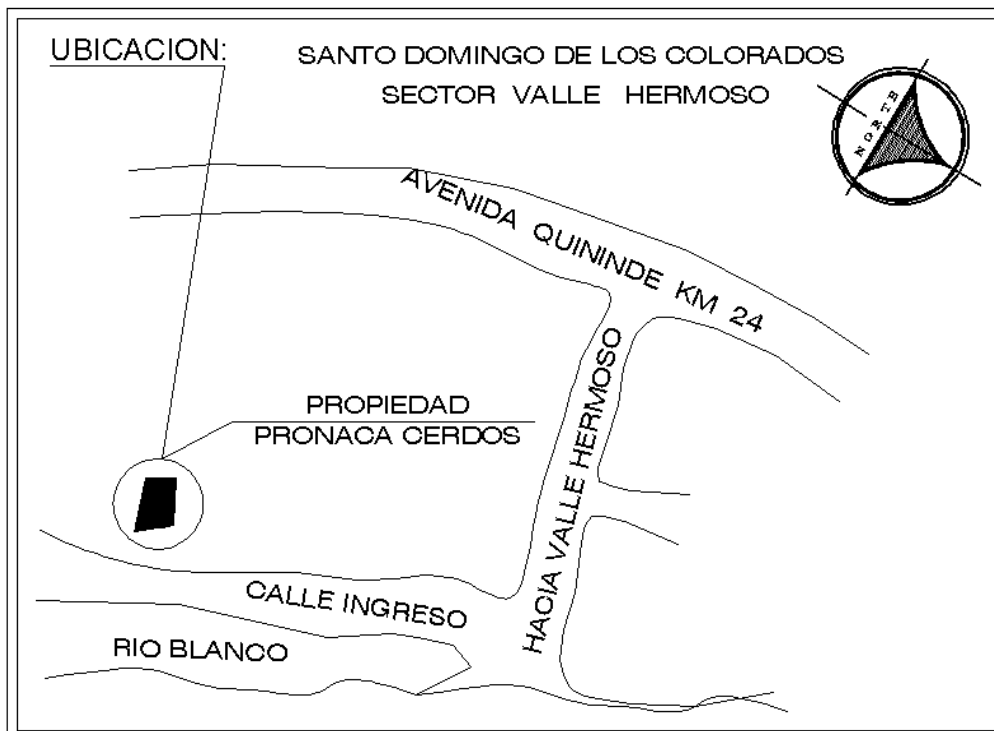 UBICACION:
SANTO DOMINGO DE LOS COLORADOS
SECTOR VALLE HERMOSO
NORTE
AVENIDA QUININDE KM 24
HACIA VALLE HERMOSO
PROPIEDAD
PRONACA CERDOS
CALLE INGRESO
RIO BLANCO